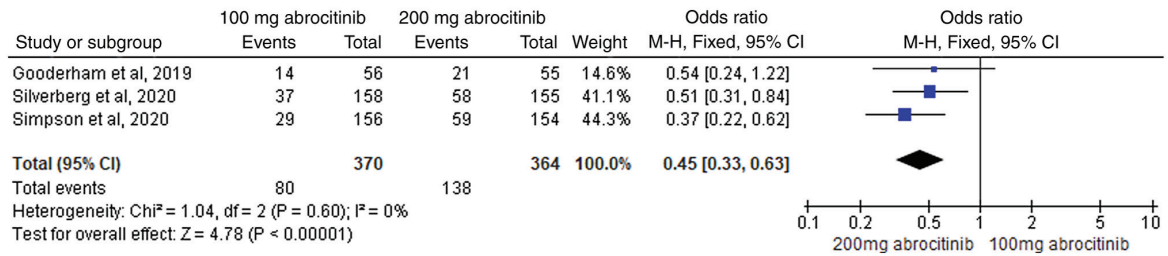 100 mg abrocitinib 200 mg abrocitinib Odds ratio Odds ratio
Study or subgroup Events Total Events Total Weight M-H, Fixed, 95% CI M-H, Fixed, 95% CI
Gooderham et al, 2019 14 56 21 55 14.6% 0.54 [0.24, 1.22]
Silverberg et al, 2020 37 158 58 155 41.1% 0.51 [0.31, 0.84]
Simpson et al, 2020 29 156 59 154 44.3% 0.37 [0.22, 0.62]
Total (95% CI) 370 364 100.0% 0.45 [0.33, 0.63]
Total events 80 138
Heterogeneity: Chi² = 1.04, df = 2 (P = 0.60); I² = 0%
Test for overall effect: Z = 4.78 (P < 0.00001)
0.1 0.2 0.5 1 2 5 10
200mg abrocitinib 100mg abrocitinib